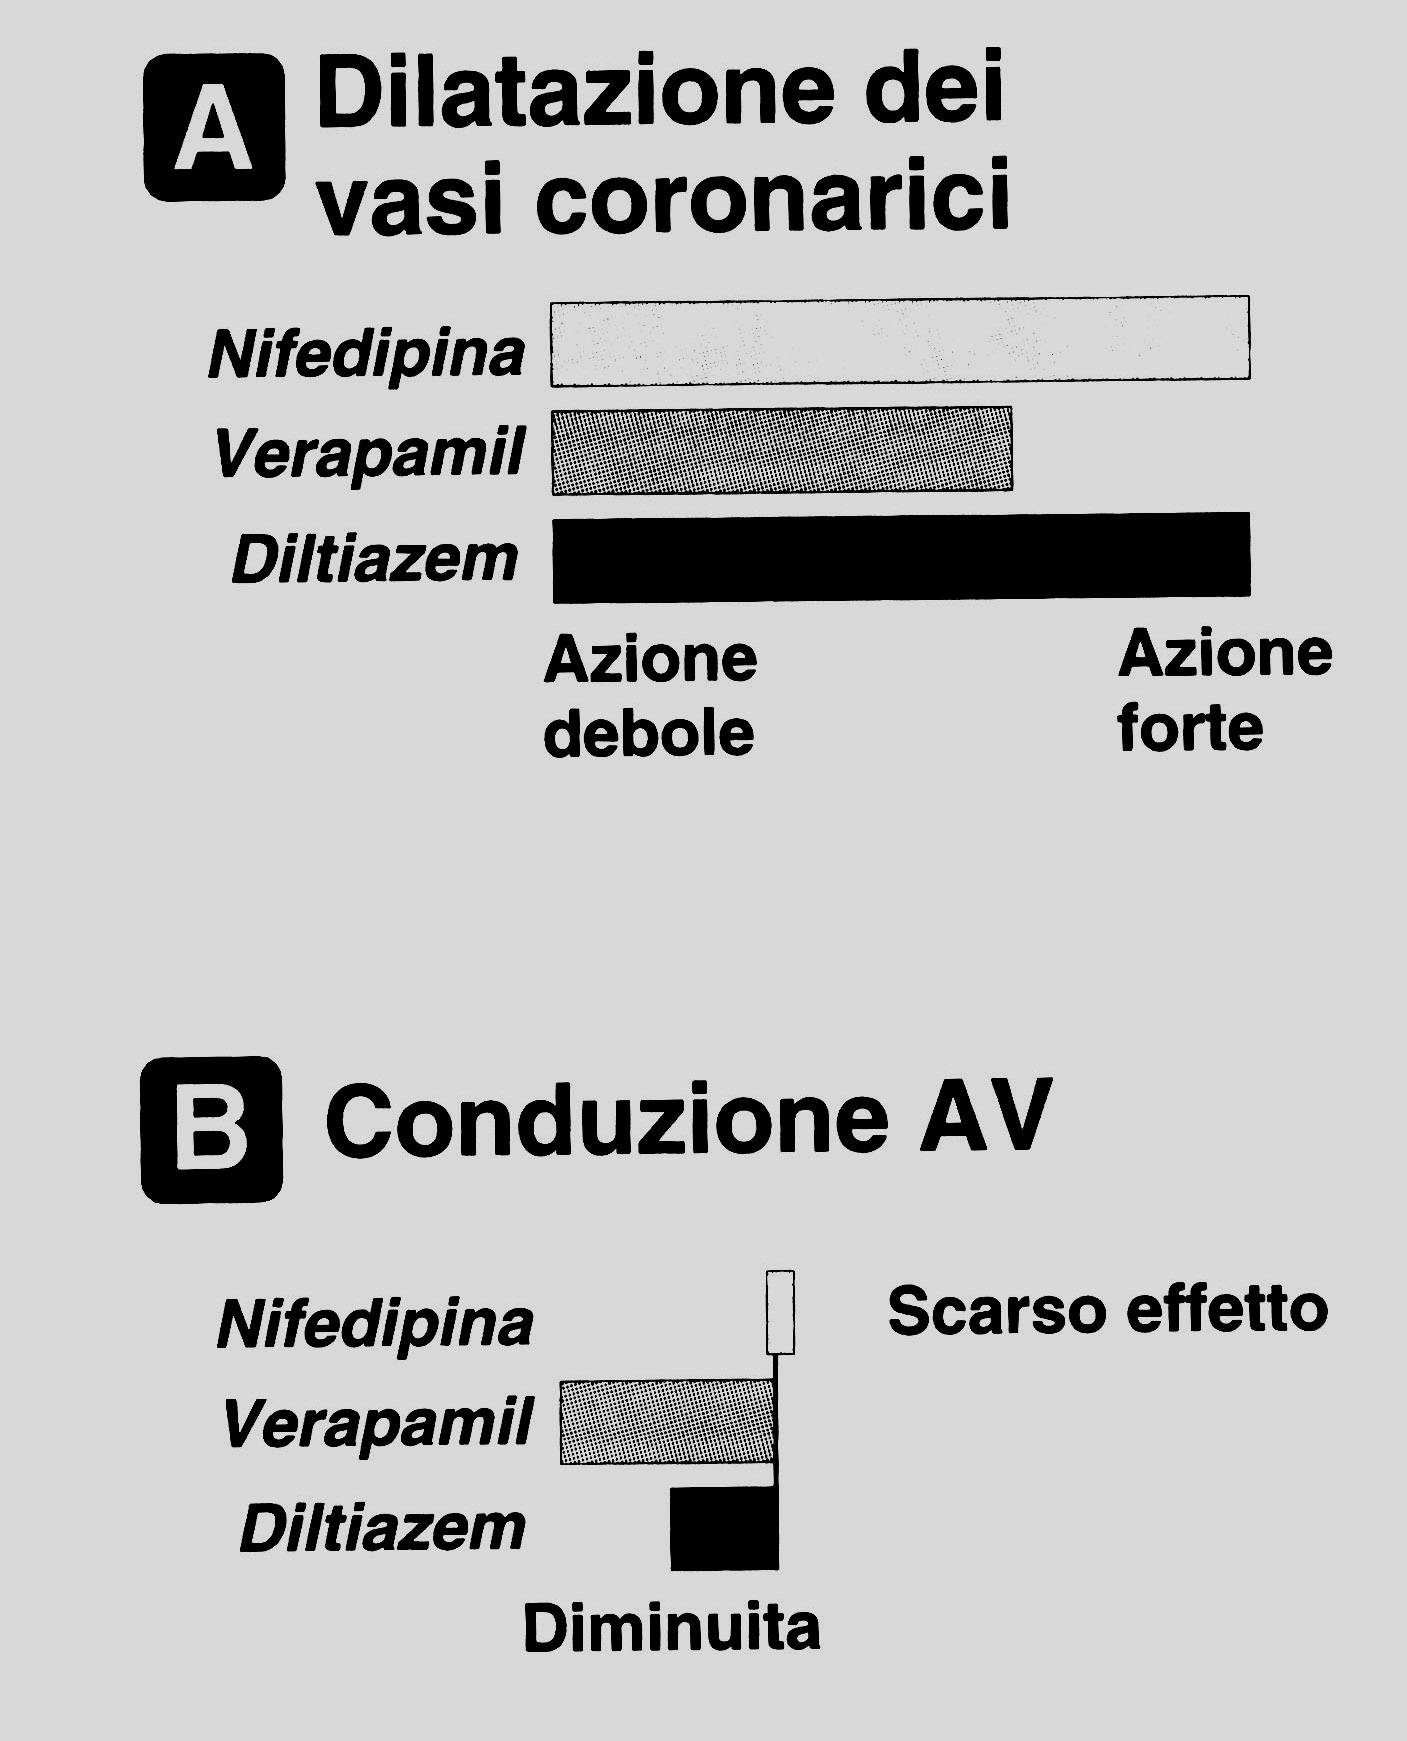 A Dilatazione dei
vasi coronarici
Nifedipina
Verapamil
Diltiazem
Azione debole
Azione forte
B Conduzione AV
Nifedipina
Scarso effetto
Verapamil
Diltiazem
Diminuita